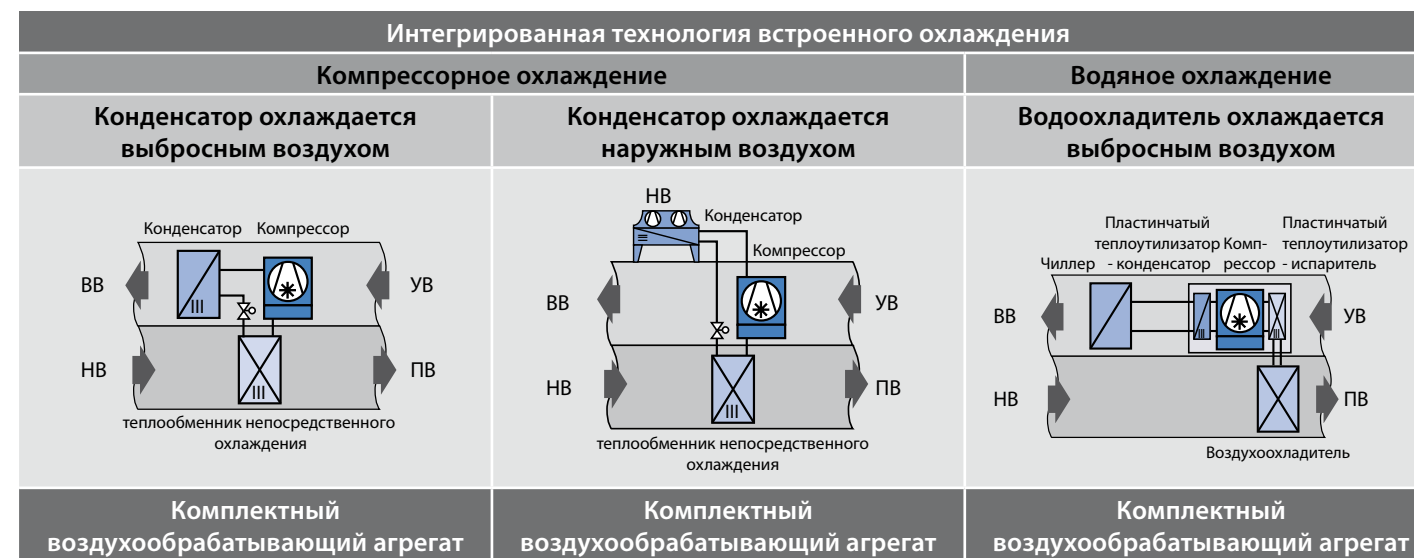 Интегрированная технология встроенного охлаждения
Компрессорное охлаждение
Водяное охлаждение
Конденсатор охлаждается
выбросным воздухом
Конденсатор охлаждается
наружным воздухом
Водоохладитель охлаждается
выбросным воздухом
Конденсатор Компрессор
ВВ
УВ
НВ
ПВ
теплообменник непосредственного
охлаждения
НВ
Конденсатор
Компрессор
ВВ
УВ
НВ
ПВ
теплообменник непосредственного
охлаждения
Пластинчатый
теплоутилизатор
- конденсатор
Чиллер
Комп-
рессор
Пластинчатый
теплоутилизатор
- испаритель
ВВ
УВ
НВ
ПВ
Воздухоохладитель
Комплектный
воздухообрабатывающий агрегат
Комплектный
воздухообрабатывающий агрегат
Комплектный
воздухообрабатывающий агрегат